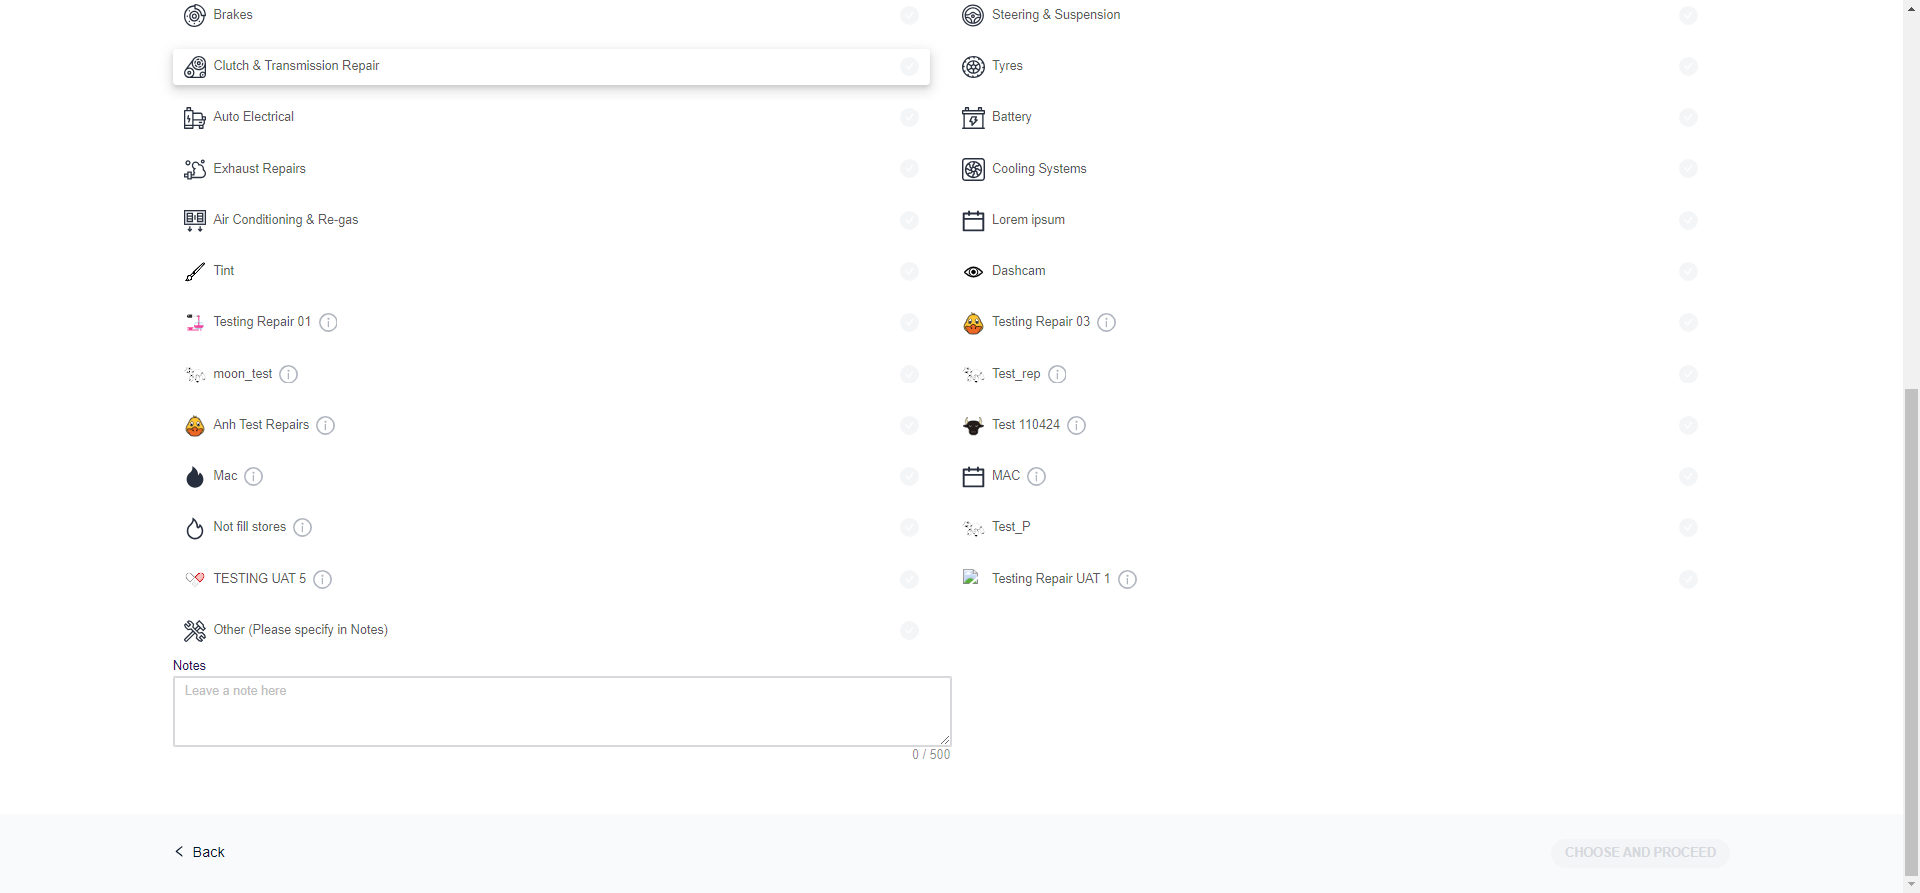 Brakes
Steering & Suspension
Clutch & Transmission Repair
Tyres
Auto Electrical
Battery
Exhaust Repairs
Cooling Systems
Air Conditioning & Re-gas
Lorem ipsum
Tint
Dashcam
Testing Repair 01
Testing Repair 03
moon_test
Test_rep
Anh Test Repairs
Test 110424
Mac
MAC
Not fill stores
Test_P
TESTING UAT 5
Testing Repair UAT 1
Other (Please specify in Notes)
Notes
Leave a note here
0 / 500
Back
CHOOSE AND PROCEED